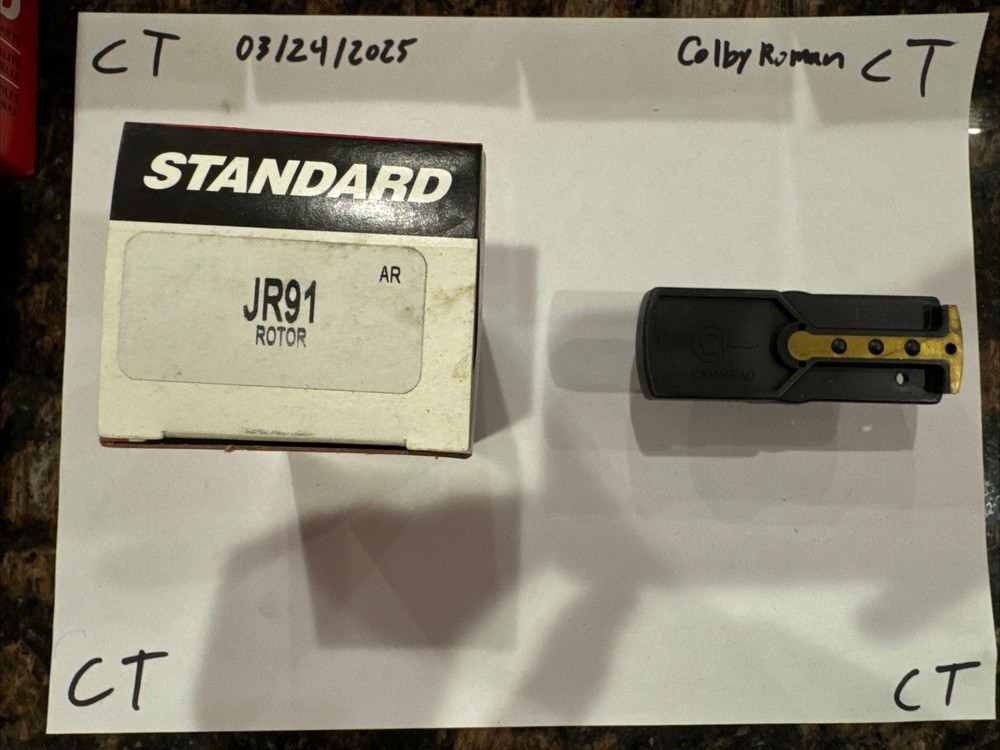 CT 03/24/2025 Colby Roman CT
STANDARD
AR
JR91
ROTOR
CAMHEAD
CT CT